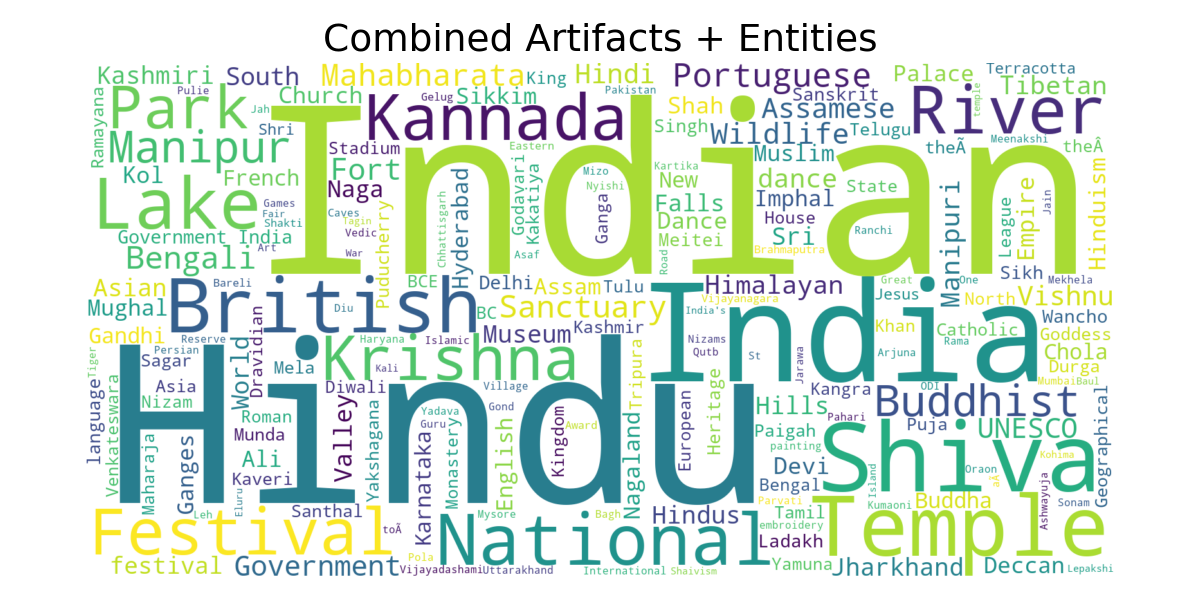 Combined Artifacts + Entities
Kashmiri South Mahabharata King Hindi Portuguese Palace Terracotta
Pulie Gelug Sikkim Pakistan Sanscrit Tibetan
Ramayana Park Jah Church Kannada Shah Assamese River temple
Shri Singh Wildlife Telugu theÃ Meenakshi theÃ
Manipur Stadium Eastern Muslim
Indian
Kol French Fort Naga Godavari Kakatiya Mizo Nyishi Kartika New dance State Manipuri Empire Jain Hinduism
Lake Games Fair Shakti Caves Tagin Puducherry Chhattisgarh Hyderabad Ganga Falls Imphal House League
Government India Art Vedic War Asaf Dance Meitei Sri Ranchi
Bengali Road Brahmaputra
Asian Bareli BCE Delhi Assam Tulu Himalayan Great One Sikh Mekhela
Mughal British Diu BC Sanctuary Vijayanagara India's Jesus North Vishnu
India
Gandhi Reserve Dravidian Haryana Islamic Museum Kashmir Nizams Khan Catholic Wancho Goddess
Tiger Persian World Krishna Kali Qutb St Arjuna Rama Chola
Sagar Mela Tripura Jarawa Durga
Hindu
language Asia Diwali Village Kangra ODI Mumbai Baul
Venkateswara Nizam Roman Valley Yadava Gond European Heritage Hills Pahari Buddhist Geographical
Maharaja Munda Yakshagana Guru Award Paigah Puja UNESCO
Ganges Ali Karnataka Monastery English Kingdom Nagaland painting Shiva Kohima
Kaveri Devi Oraon aÃ
Leh Eluru Santhal Mysore Bagh Bengal Parvati Island Kumaoni Buddha Ashwayuja Sonam
Festival toÃ National Hindus Tamil embroidery Temple
Pola Ladakh
festival Government Vijayadashami Uttarakhand International Shaivism Yamuna Jharkhand Deccan Lepakshi